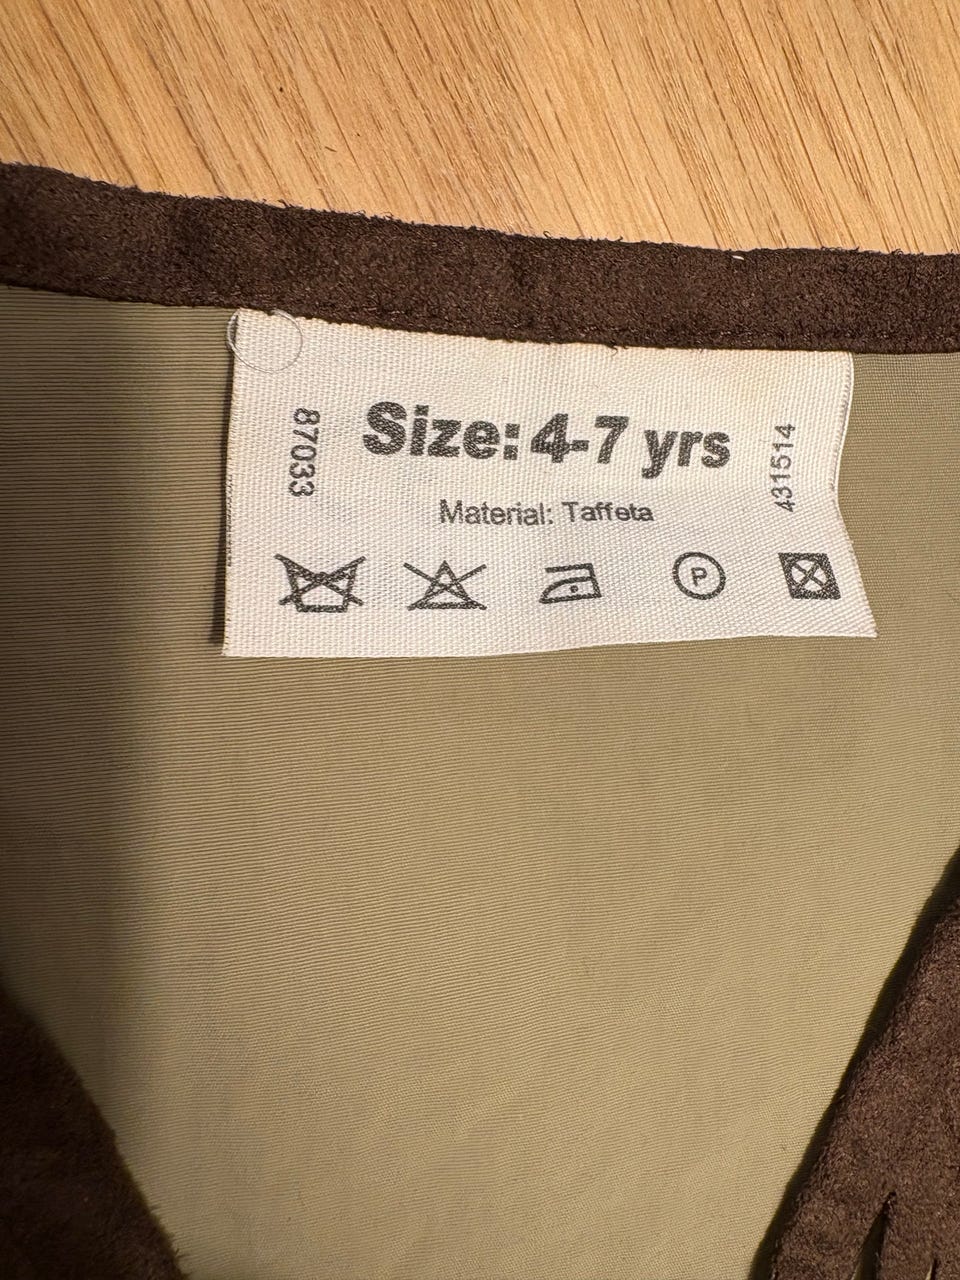 87033
Size: 4-7 yrs
431514
Material: Taffeta
P